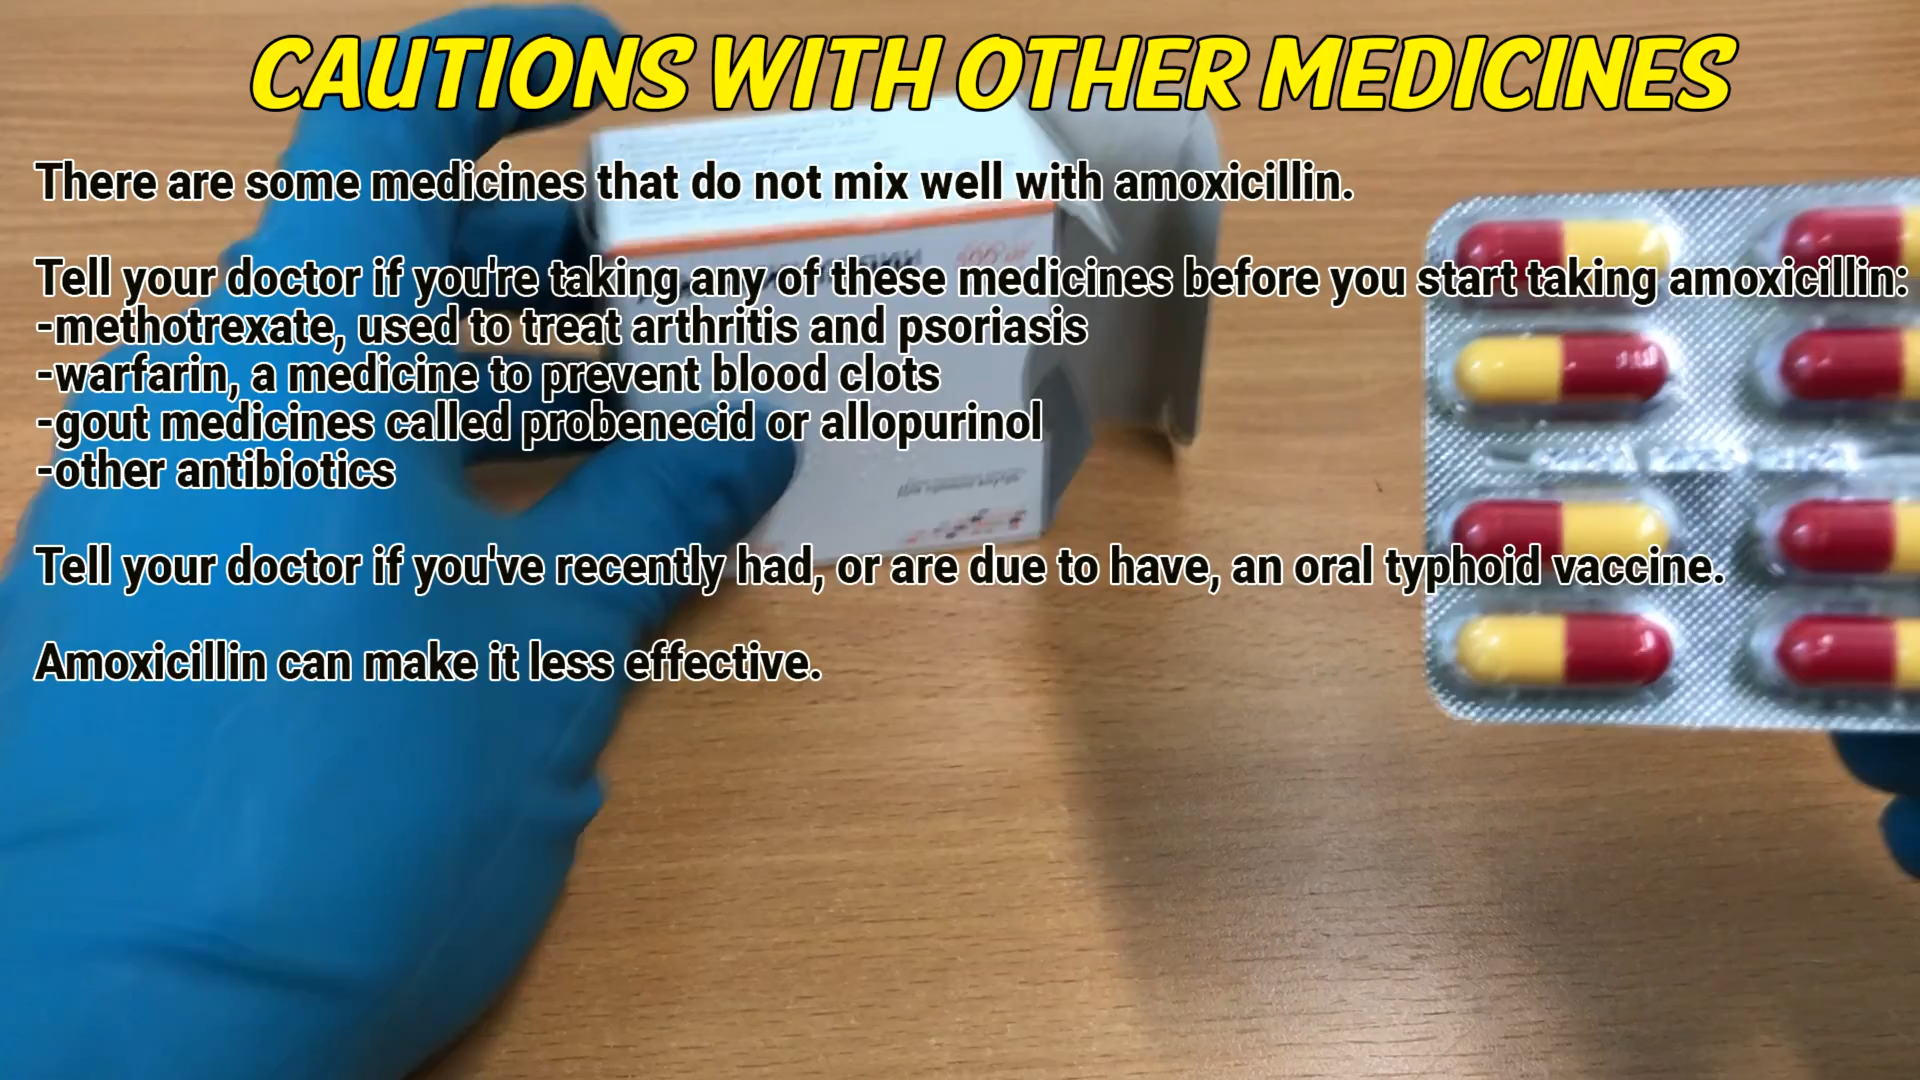 CAUTIONS WITH OTHER MEDICINES
There are some medicines that do not mix well with amoxicillin.
Tell your doctor if you're taking any of these medicines before you start taking amoxicillin:
-methotrexate, used to treat arthritis and psoriasis
-warfarin, a medicine to prevent blood clots
-gout medicines called probenecid or allopurinol
-other antibiotics
Tell your doctor if you've recently had, or are due to have, an oral typhoid vaccine.
Amoxicillin can make it less effective.